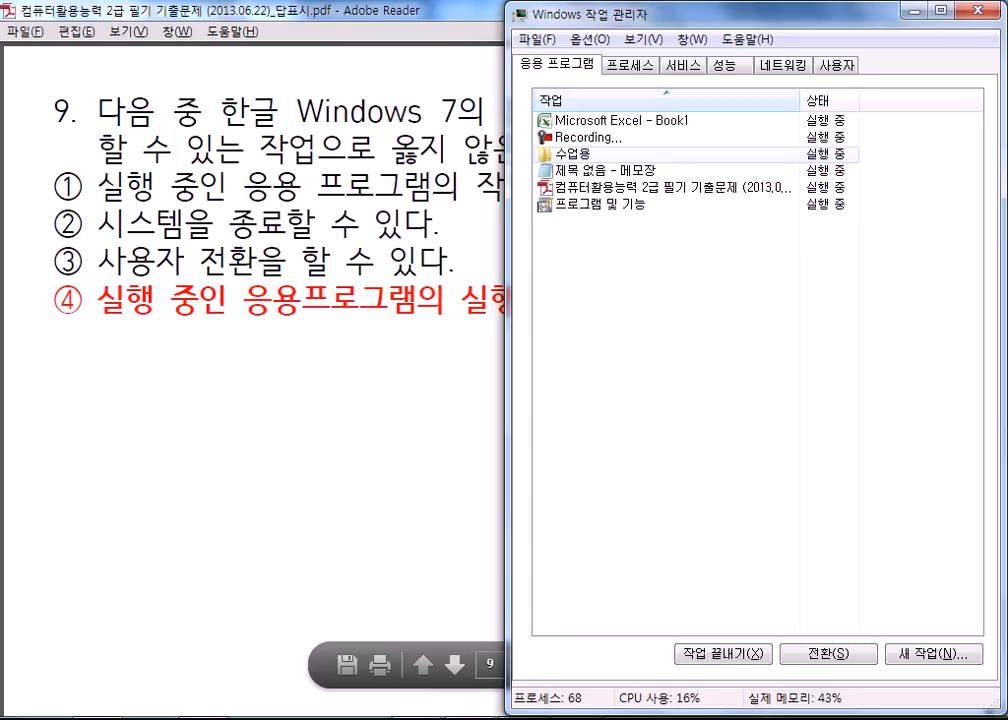 컴퓨터활용능력 2급 필기 기출문제 (2013.06.22)_답표시.pdf - Adobe Reader
파일(F) 편집(E) 보기(V) 창(W) 도움말(H)
9. 다음 중 한글 Windows 7의
할 수 있는 작업으로 옳지 않은
① 실행 중인 응용 프로그램의 작
② 시스템을 종료할 수 있다.
③ 사용자 전환을 할 수 있다.
④ 실행 중인 응용프로그램의 실행
9
Windows 작업 관리자
파일(F) 옵션(O) 보기(V) 창(W) 도움말(H)
응용 프로그램 프로세스 서비스 성능 네트워킹 사용자
작업 상태
Microsoft Excel - Book1 실행 중
Recording... 실행 중
수업용 실행 중
제목 없음 - 메모장 실행 중
컴퓨터활용능력 2급 필기 기출문제 (2013,0... 실행 중
프로그램 및 기능 실행 중
작업 끝내기(X) 전환(S) 새 작업(N)...
프로세스: 68 CPU 사용: 16% 실제 메모리: 43%